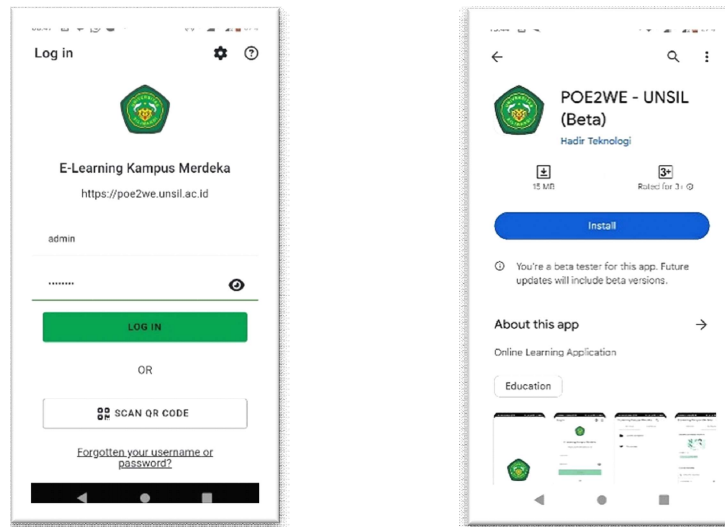 Log in
E-Learning Kampus Merdeka
https://poe2we.unsil.ac.id
admin
........
LOG IN
OR
SCAN QR CODE
Forgotten your username or
password?
POE2WE - UNSIL
(Beta)
Hadir Teknologi
3+
15 MB
Rated for 3+
Install
You're a beta tester for this app. Future
updates will include beta versions.
About this app
Online Learning Application
Education